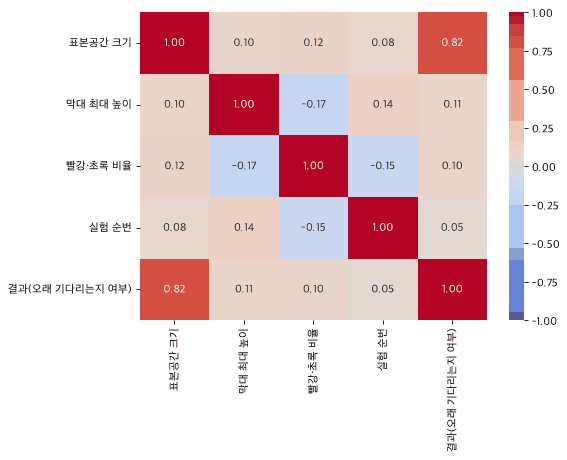 표본공간 크기 1.00 0.10 0.12 0.08 0.82
막대 최대 높이 0.10 1.00 -0.17 0.14 0.11
빨강·초록 비율 0.12 -0.17 1.00 -0.15 0.10
실험 순번 0.08 0.14 -0.15 1.00 0.05
결과(오래 기다리는지 여부) 0.82 0.11 0.10 0.05 1.00
표본공간 크기
막대 최대 높이
빨강·초록 비율
실험 순번
결과(오래 기다리는지 여부)
1.00
0.75
0.50
0.25
0.00
-0.25
-0.50
-0.75
-1.00